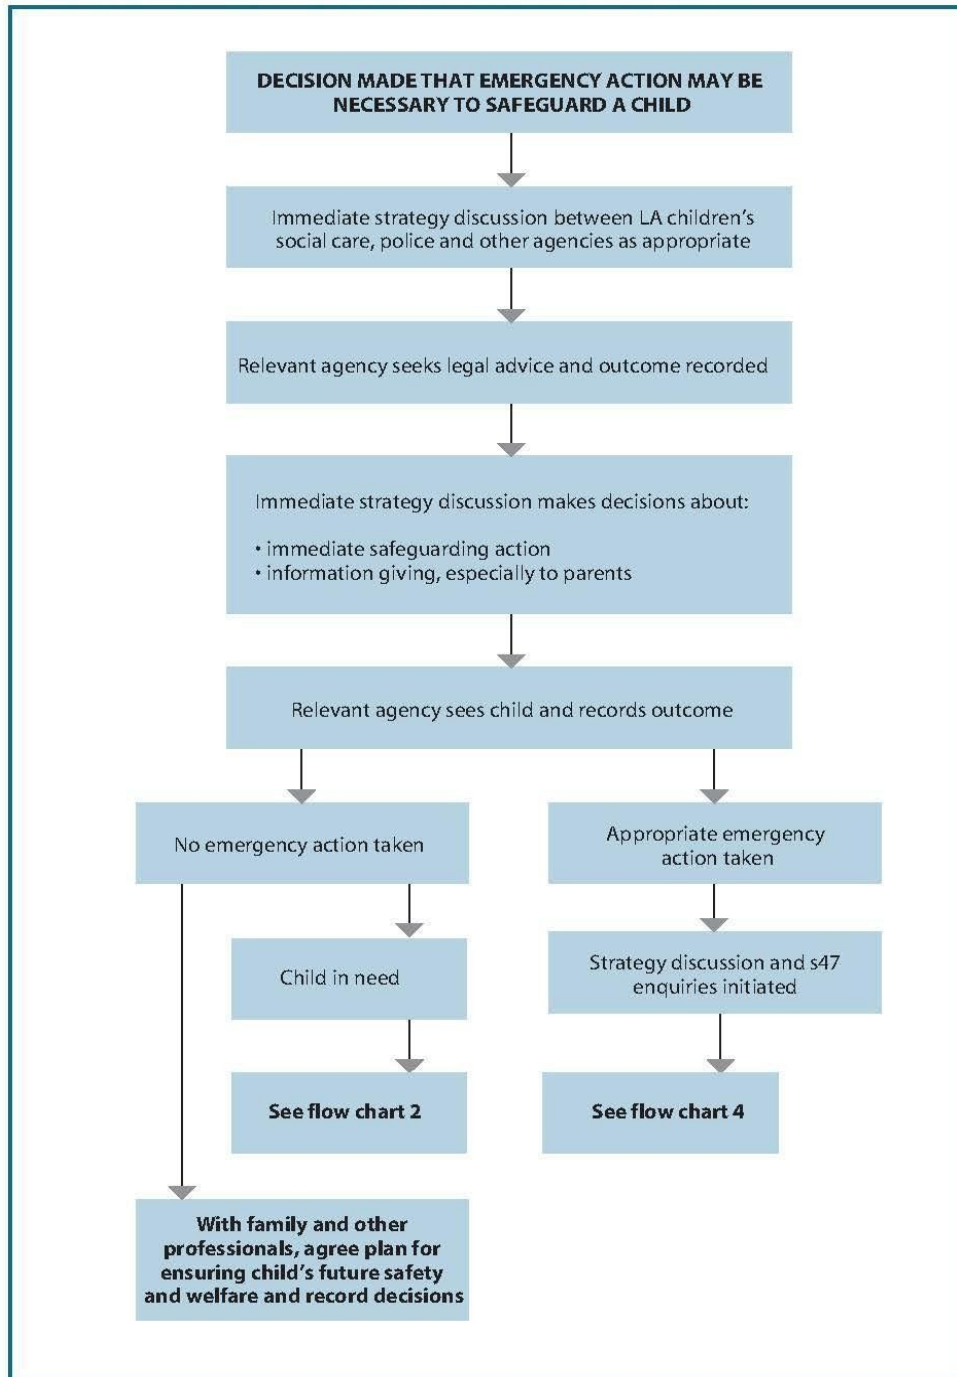 DECISION MADE THAT EMERGENCY ACTION MAY BE
NECESSARY TO SAFEGUARD A CHILD
Immediate strategy discussion between LA children's
social care, police and other agencies as appropriate
Relevant agency seeks legal advice and outcome recorded
Immediate strategy discussion makes decisions about:
• immediate safeguarding action
• information giving, especially to parents
Relevant agency sees child and records outcome
No emergency action taken
Appropriate emergency
action taken
Child in need
Strategy discussion and s47
enquiries initiated
See flow chart 2
See flow chart 4
With family and other
professionals, agree plan for
ensuring child's future safety
and welfare and record decisions